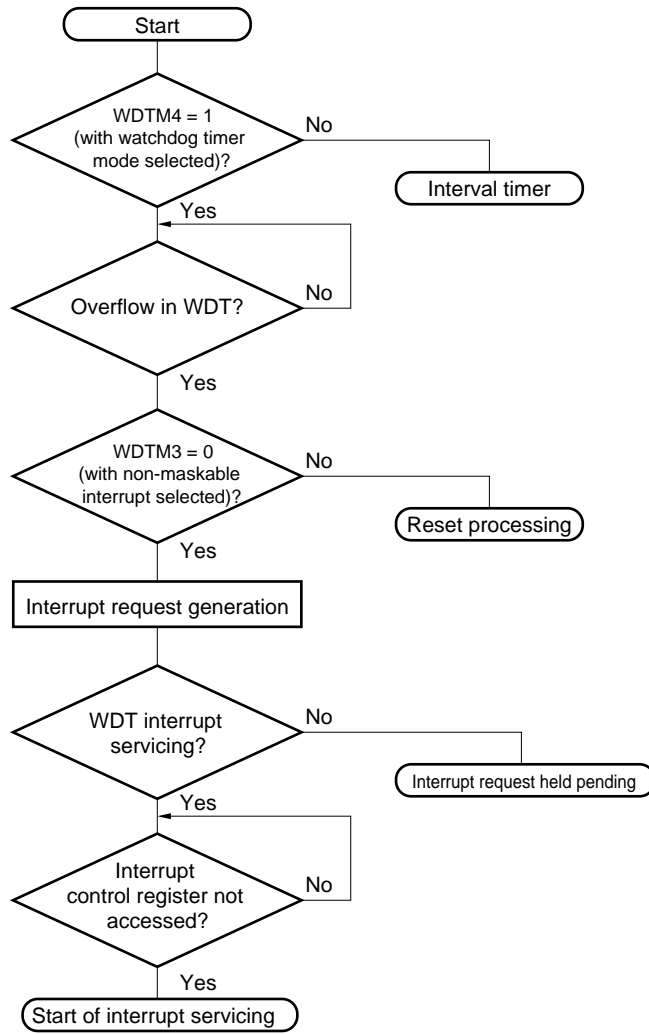 Start
WDTM4 = 1
(with watchdog timer
mode selected)?
No
Interval timer
Yes
Overflow in WDT?
No
Yes
WDTM3 = 0
(with non-maskable
interrupt selected)?
No
Reset processing
Yes
Interrupt request generation
WDT interrupt
servicing?
No
Interrupt request held pending
Yes
Interrupt
control register not
accessed?
No
Yes
Start of interrupt servicing